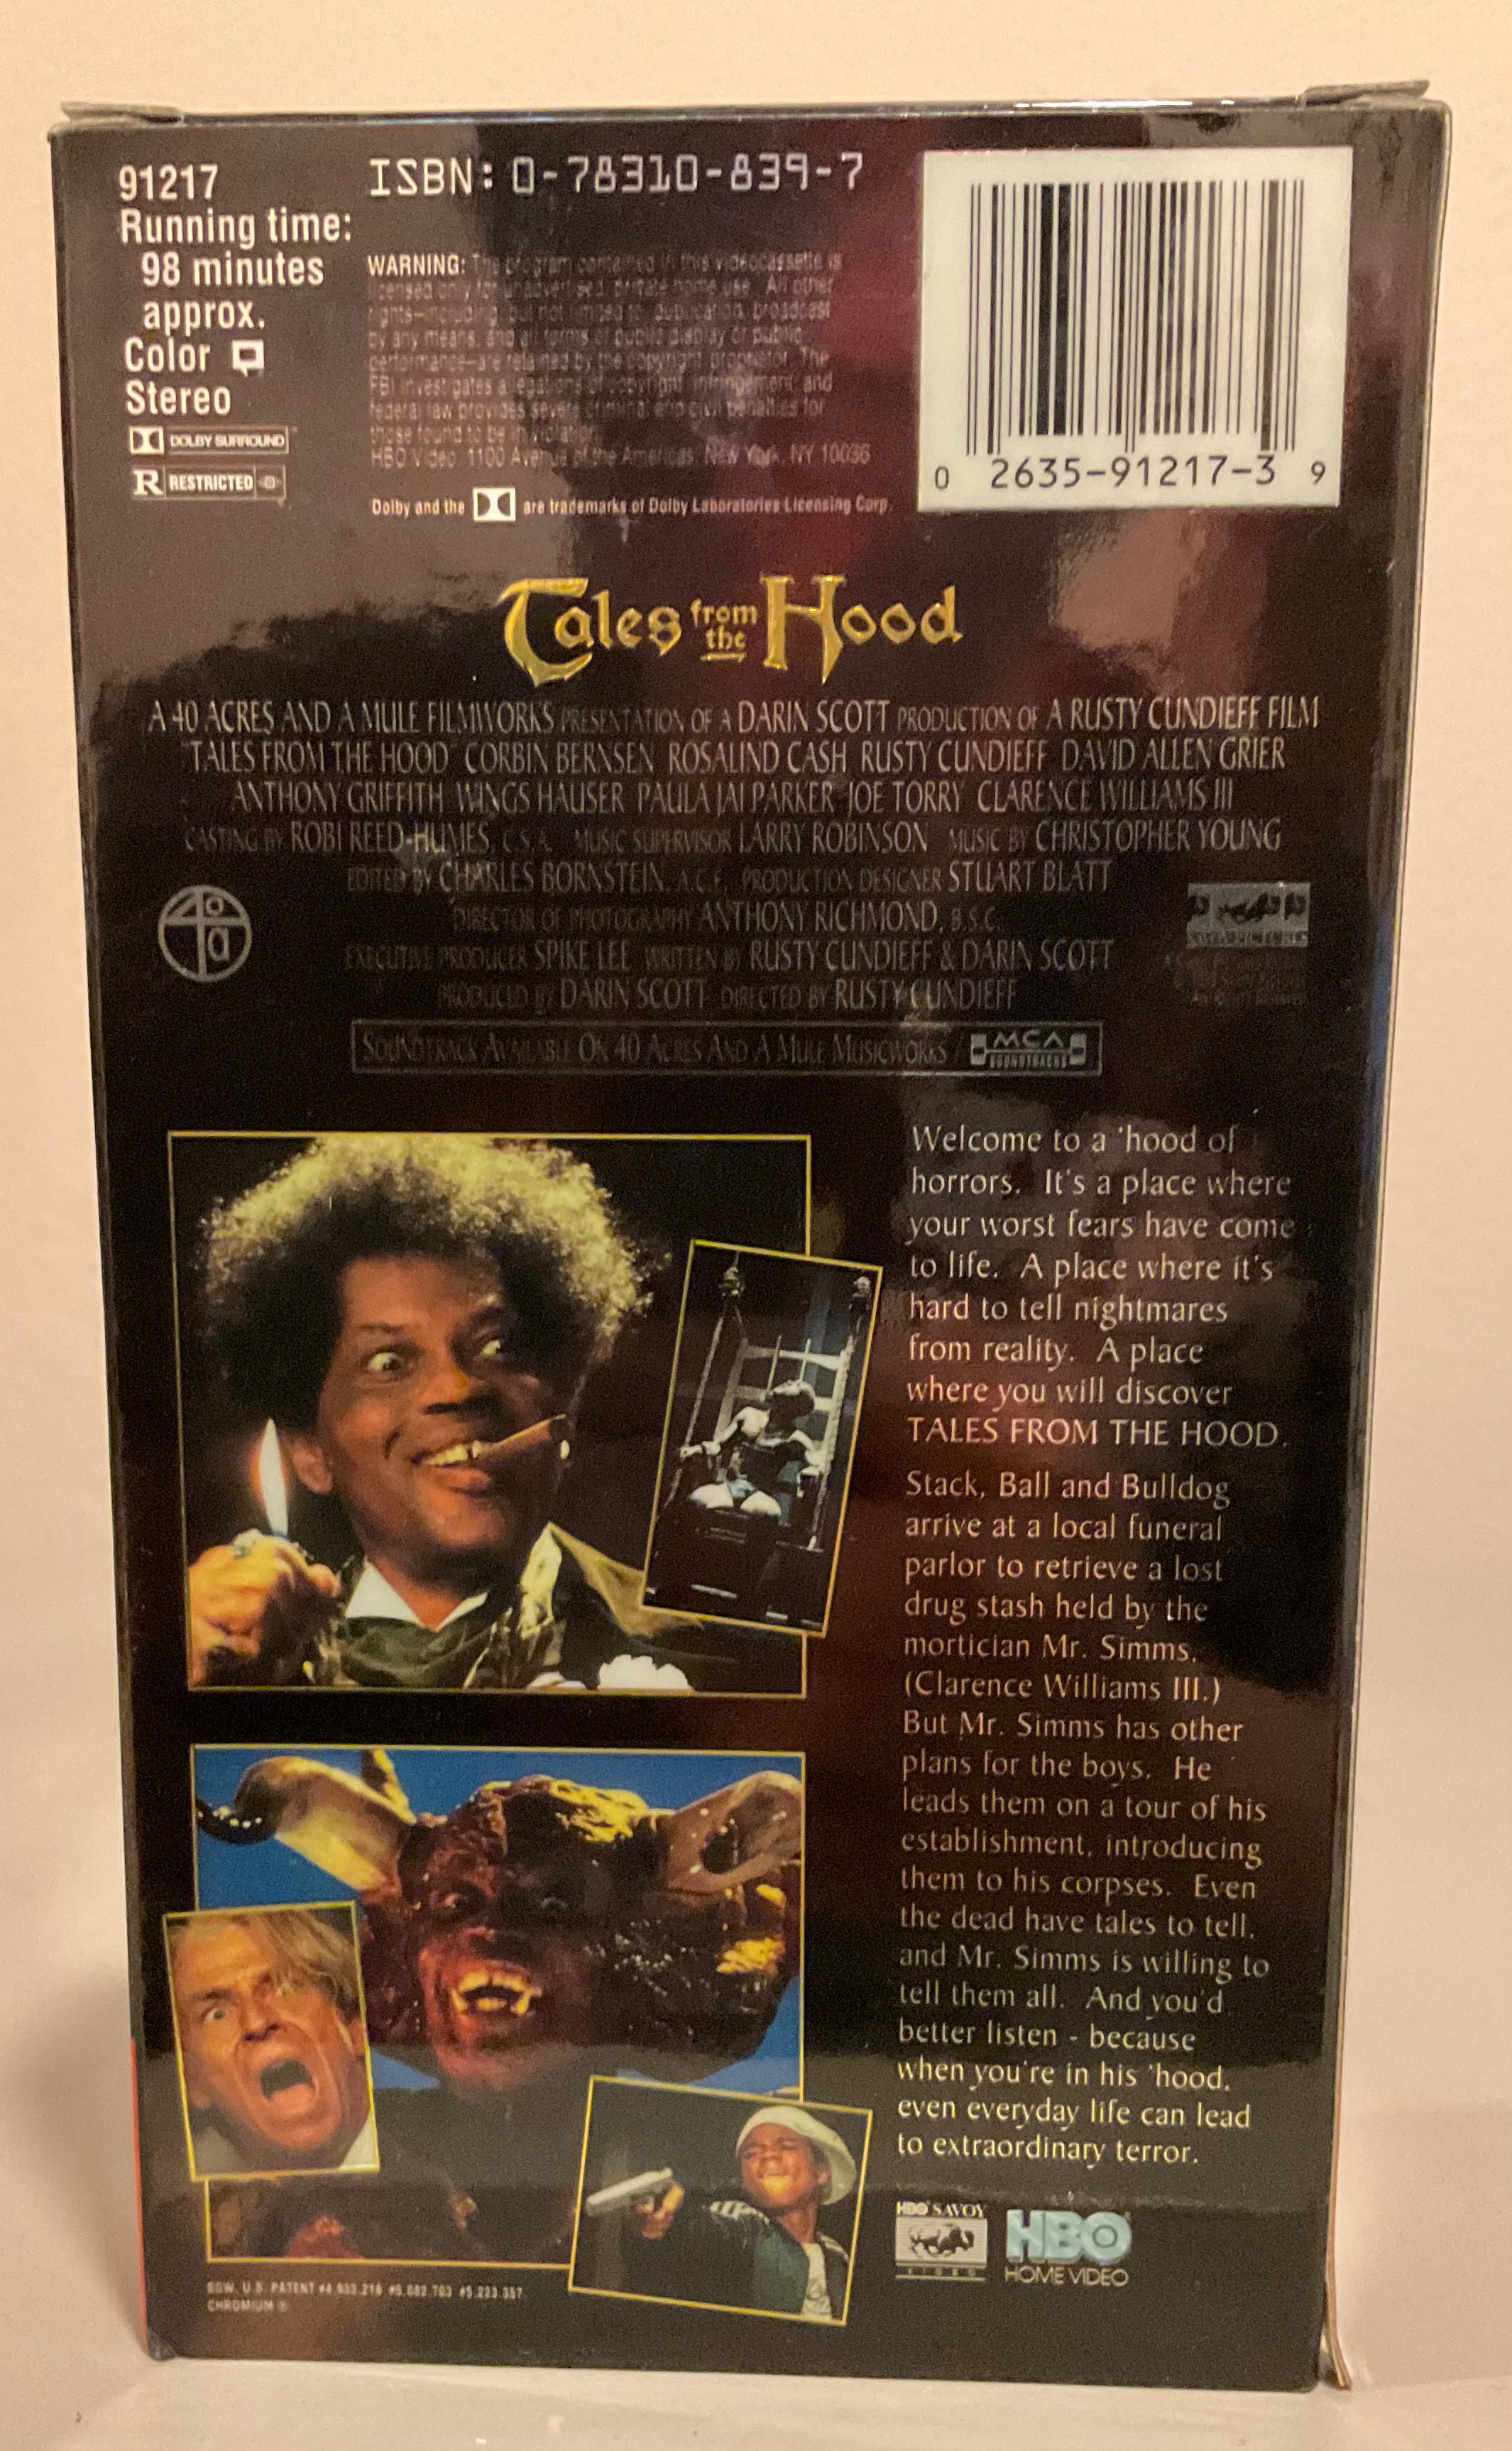 91217
Running time:
98 minutes
approx.
Color
Stereo
DOLBY SURROUND
R RESTRICTED
ISBN: 0-78310-839-7
WARNING: The program contained in this videocassette is
licensed only for unadvertised, private home use. All other
rights—including, but not limited to, duplication, broadcast
by any means, and all forms of public display or public
performance—are retained by the copyright proprietor. The
FBI investigates allegations of copyright infringement, and
federal law provides severe criminal and civil penalties for
those found to be in violation.
HBO Video, 1100 Avenue of the Americas, New York, NY 10036
Dolby and the are trademarks of Dolby Laboratories Licensing Corp.
0 2635-91217-3 9
Tales from the Hood
A 40 ACRES AND A MULE FILMWORKS PRESENTATION OF A DARIN SCOTT PRODUCTION OF A RUSTY CUNDIEFF FILM
"TALES FROM THE HOOD" CORBIN BERNSEN ROSALIND CASH RUSTY CUNDIEFF DAVID ALLEN GRIER
ANTHONY GRIFFITH WINGS HAUSER PAULA JAI PARKER JOE TORRY CLARENCE WILLIAMS III
CASTING BY ROBI REED-HUMES, C.S.A. MUSIC SUPERVISOR LARRY ROBINSON MUSIC BY CHRISTOPHER YOUNG
EDITED BY CHARLES BORNSTEIN, A.C.E. PRODUCTION DESIGNER STUART BLATT
DIRECTOR OF PHOTOGRAPHY ANTHONY RICHMOND, B.S.C.
EXECUTIVE PRODUCER SPIKE LEE WRITTEN BY RUSTY CUNDIEFF & DARIN SCOTT
PRODUCED BY DARIN SCOTT DIRECTED BY RUSTY CUNDIEFF
SOUNDTRACK AVAILABLE ON 40 ACRES AND A MULE MUSICWORKS / MCA SOUNDTRACKS
Welcome to a 'hood of
horrors. It's a place where
your worst fears have come
to life. A place where it's
hard to tell nightmares
from reality. A place
where you will discover
TALES FROM THE HOOD.
Stack, Ball and Bulldog
arrive at a local funeral
parlor to retrieve a lost
drug stash held by the
mortician Mr. Simms.
(Clarence Williams III.)
But Mr. Simms has other
plans for the boys. He
leads them on a tour of his
establishment, introducing
them to his corpses. Even
the dead have tales to tell,
and Mr. Simms is willing to
tell them all. And you'd
better listen - because
when you're in his 'hood,
even everyday life can lead
to extraordinary terror.
HBO SAVOY
VIDEO
HBO
HOME VIDEO
SGW, U.S. PATENT #4,933,218 #5,082,703 #5,223,357
CHROMIUM ®